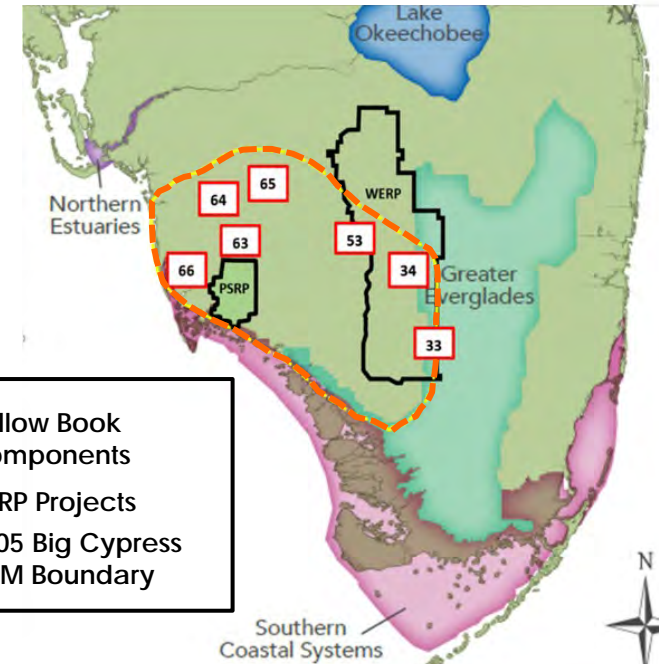 Lake
Okeechobee
Northern
Estuaries
65
64
WERP
53
63
66
34
PSRP
Greater
Everglades
33
llow Book
omponents
RP Projects
05 Big Cypress
M Boundary
N
Southern
Coastal Systems